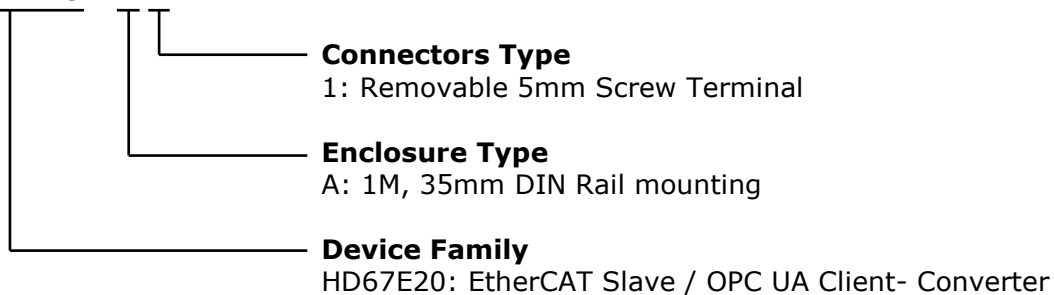 Connectors Type
1: Removable 5mm Screw Terminal
Enclosure Type
A: 1M, 35mm DIN Rail mounting
Device Family
HD67E20: EtherCAT Slave / OPC UA Client- Converter